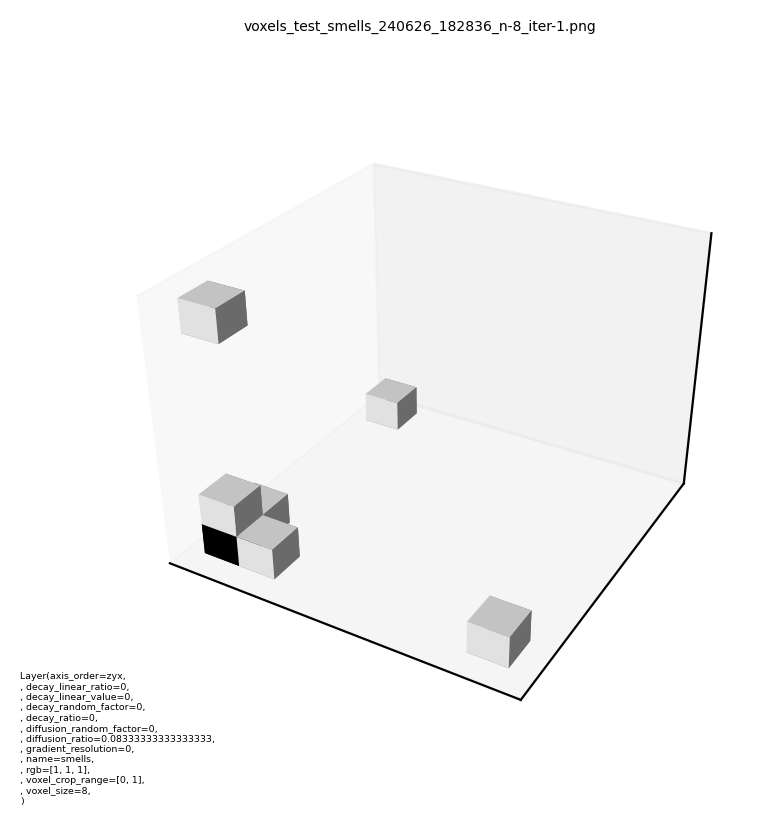 voxels_test_smells_240626_182836_n-8_iter-1.png
Layer(axis_order=zyx,
, decay_linear_ratio=0,
, decay_linear_value=0,
, decay_random_factor=0,
, decay_ratio=0,
, diffusion_random_factor=0,
, diffusion_ratio=0.08333333333333333,
, gradient_resolution=0,
, name=smells,
, rgb=[1, 1, 1],
, voxel_crop_range=[0, 1],
, voxel_size=8,
)